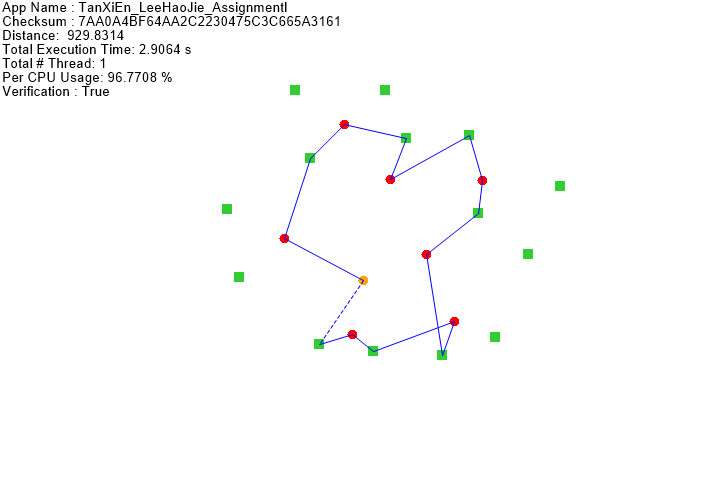 App Name : TanXiEn_LeeHaoJie_AssignmentI
Checksum : 7AA0A4BF64AA2C2230475C3C665A3161
Distance:  929.8314
Total Execution Time: 2.9064 s
Total # Thread: 1
Per CPU Usage: 96.7708 %
Verification : True